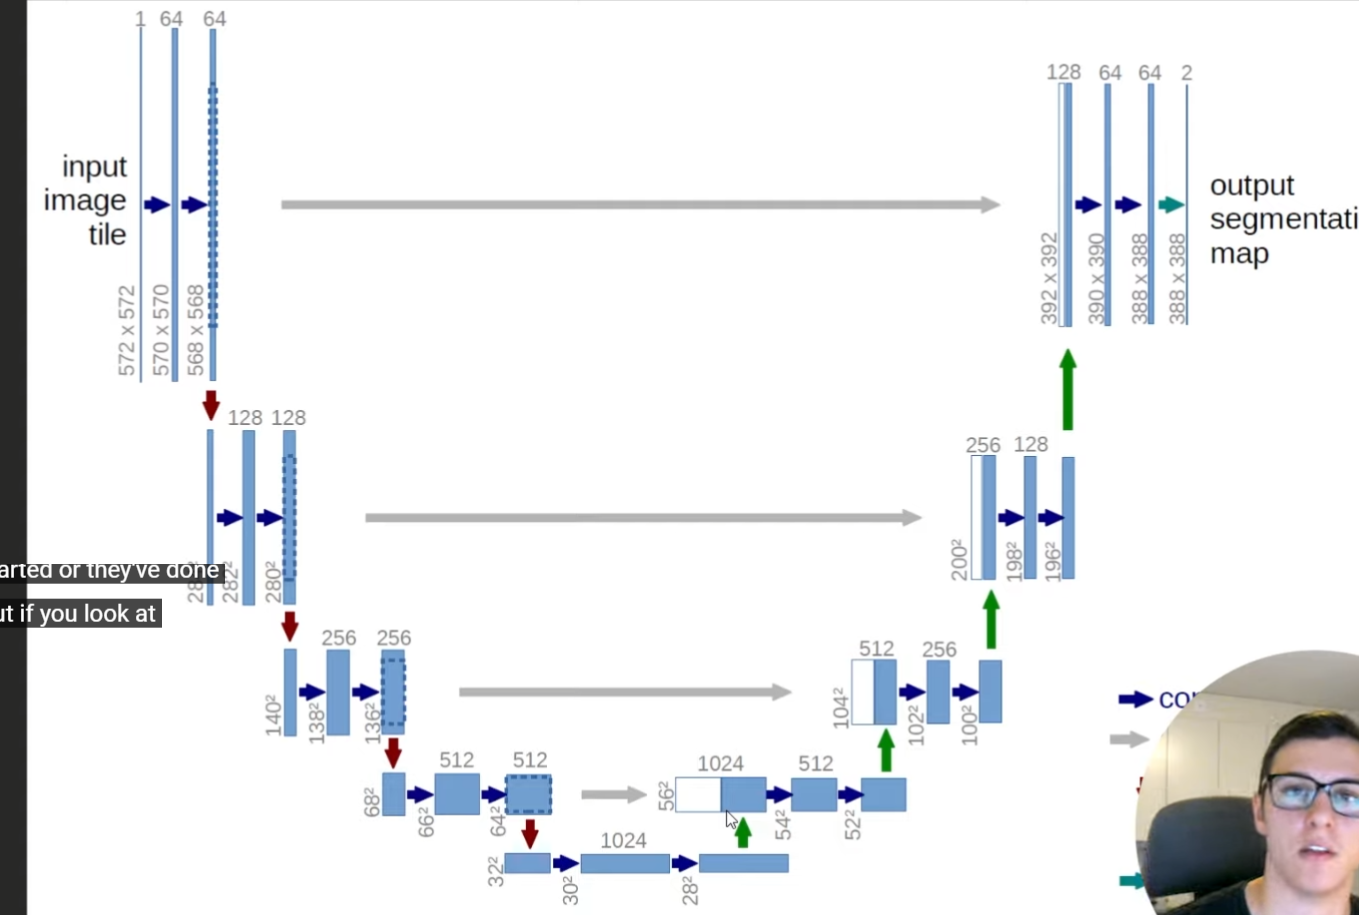 1 64 64
128 64 64 2
input
image
tile
572 x 572
570 x 570
568 x 568
392 x 392
390 x 390
388 x 388
388 x 388
output
segmentati
map
128 128
256 128
282²
280²
200²
198²
196²
arted or they've done
ut if you look at
256 256
512 256
140²
138²
136²
104²
102²
100²
512 512
1024 512
68²
66²
64²
56²
54²
52²
1024
32²
30²
28²